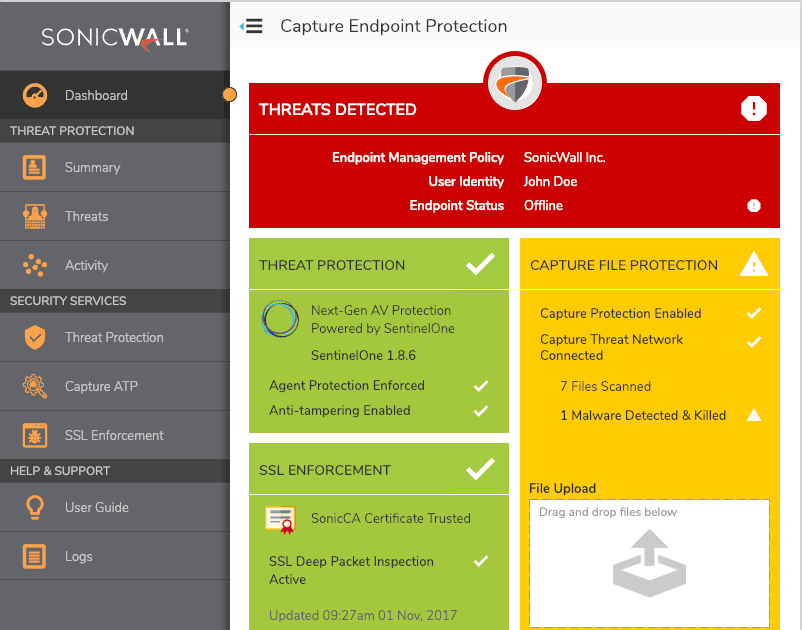 SONICWALL
Capture Endpoint Protection
Dashboard
THREAT PROTECTION
Summary
Threats
Activity
SECURITY SERVICES
Threat Protection
Capture ATP
SSL Enforcement
HELP & SUPPORT
User Guide
Logs
THREATS DETECTED
Endpoint Management Policy SonicWall Inc.
User Identity John Doe
Endpoint Status Offline
THREAT PROTECTION
Next-Gen AV Protection
Powered by SentinelOne
SentinelOne 1.8.6
Agent Protection Enforced
Anti-tampering Enabled
SSL ENFORCEMENT
SonicCA Certificate Trusted
SSL Deep Packet Inspection
Active
Updated 09:27am 01 Nov, 2017
CAPTURE FILE PROTECTION
Capture Protection Enabled
Capture Threat Network
Connected
7 Files Scanned
1 Malware Detected & Killed
File Upload
Drag and drop files below